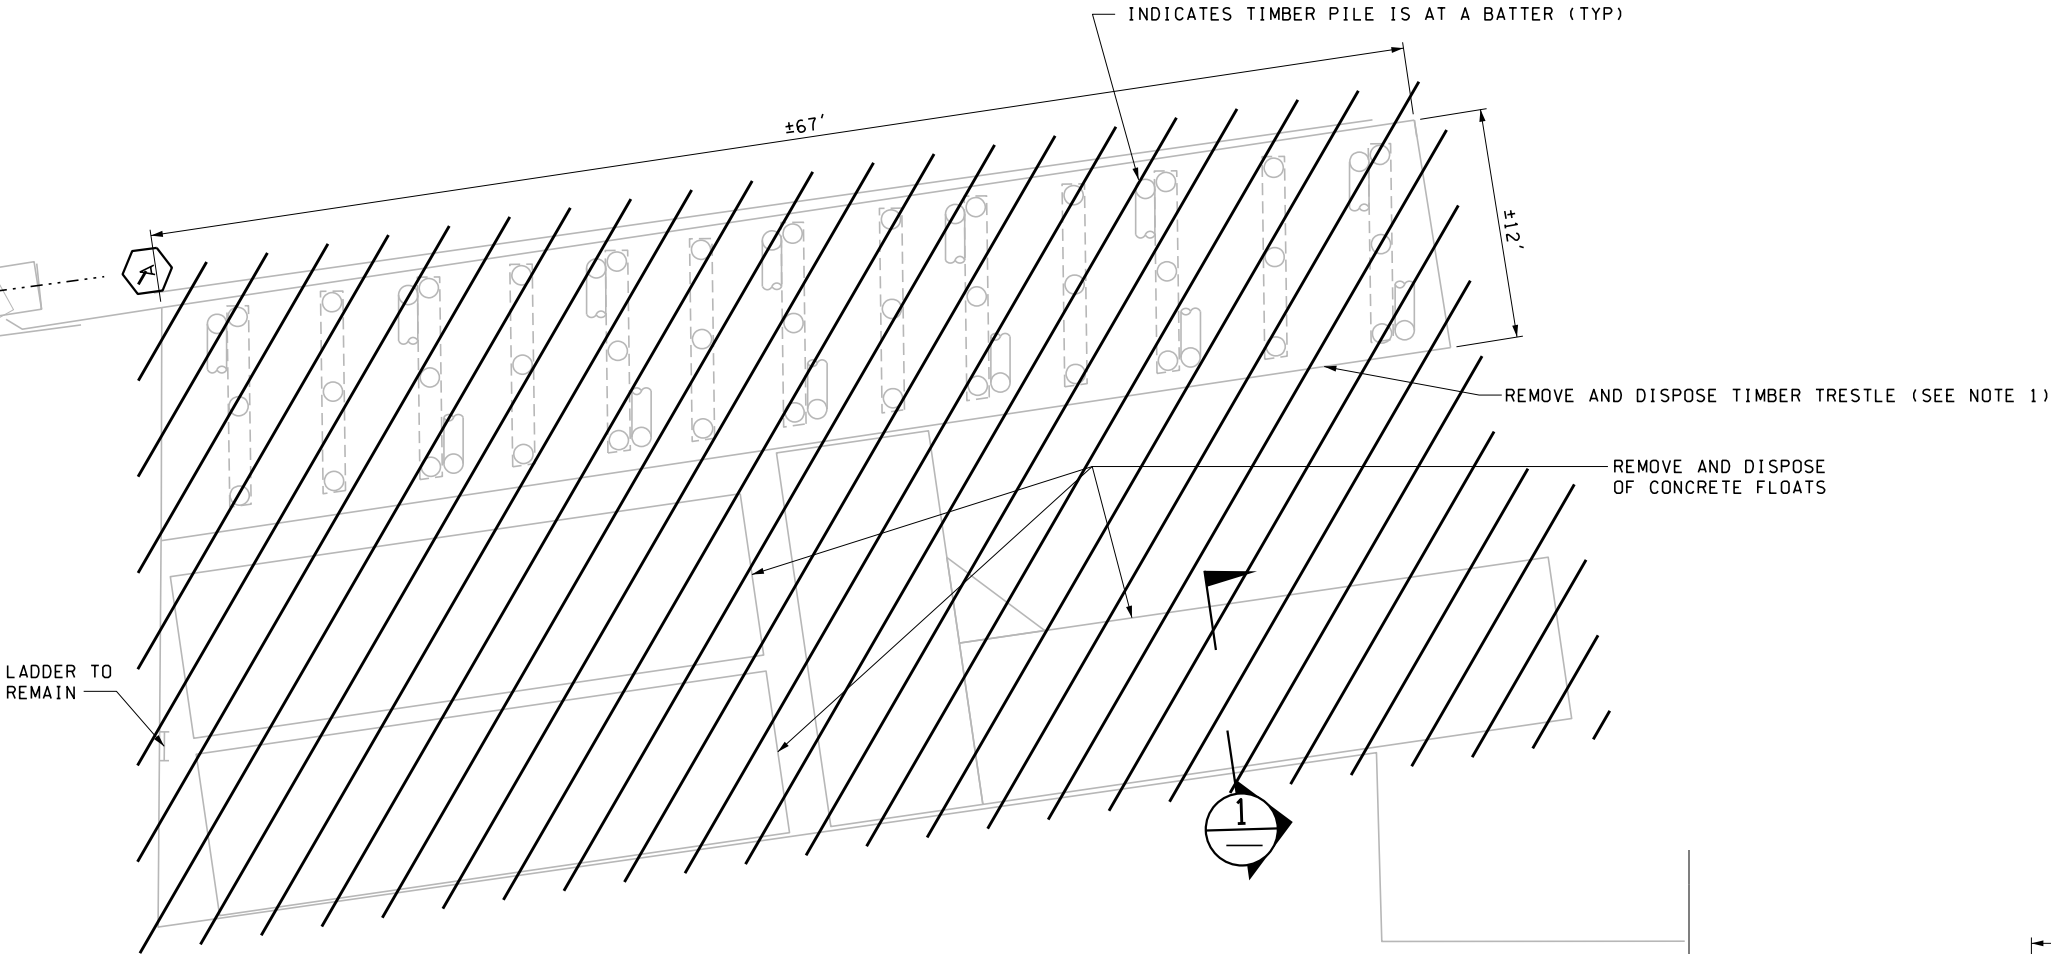 INDICATES TIMBER PILE IS AT A BATTER (TYP)
±67'
±12'
A
REMOVE AND DISPOSE TIMBER TRESTLE (SEE NOTE 1)
REMOVE AND DISPOSE
OF CONCRETE FLOATS
LADDER TO
REMAIN
1